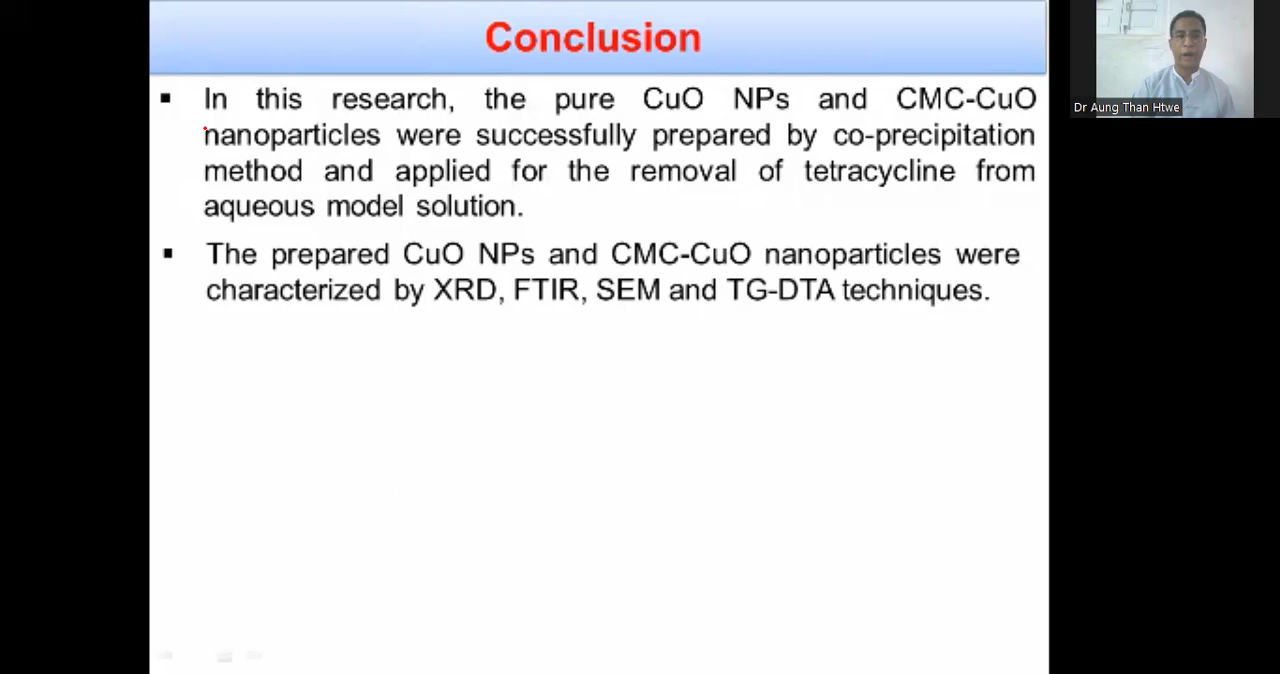 Conclusion
▪ In this research, the pure CuO NPs and CMC-CuO
nanoparticles were successfully prepared by co-precipitation
method and applied for the removal of tetracycline from
aqueous model solution.
▪ The prepared CuO NPs and CMC-CuO nanoparticles were
characterized by XRD, FTIR, SEM and TG-DTA techniques.
Dr Aung Than Htwe